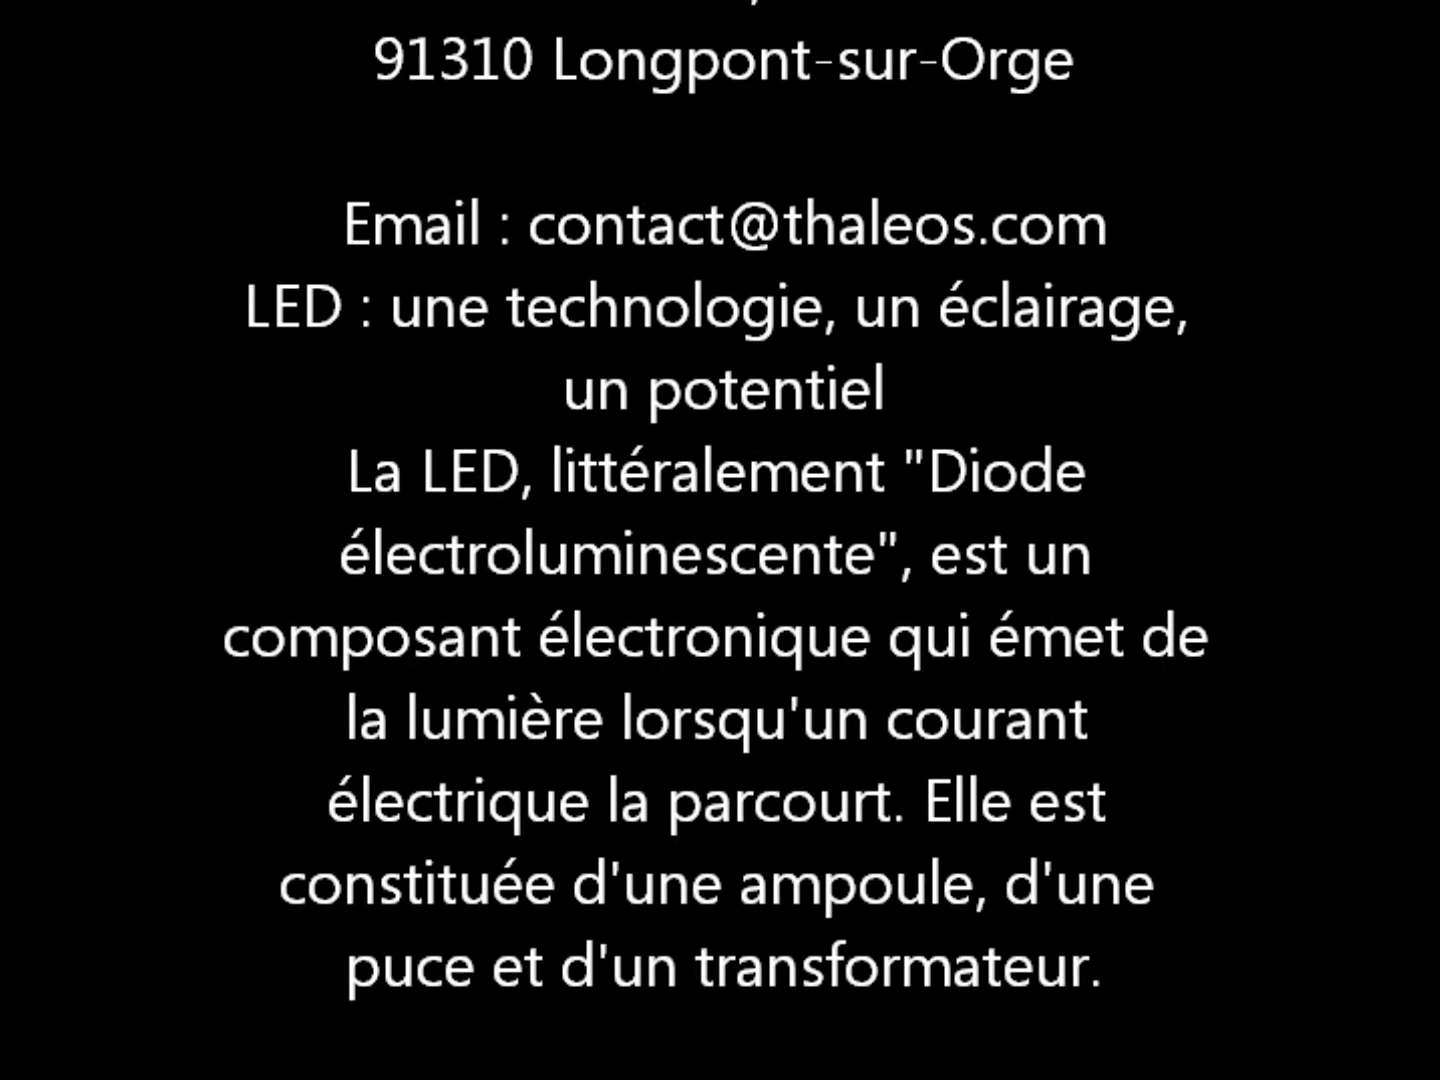 91310 Longpont-sur-Orge
Email : contact@thaleos.com
LED : une technologie, un éclairage,
un potentiel
La LED, littéralement "Diode
électroluminescente", est un
composant électronique qui émet de
la lumière lorsqu'un courant
électrique la parcourt. Elle est
constituée d'une ampoule, d'une
puce et d'un transformateur.